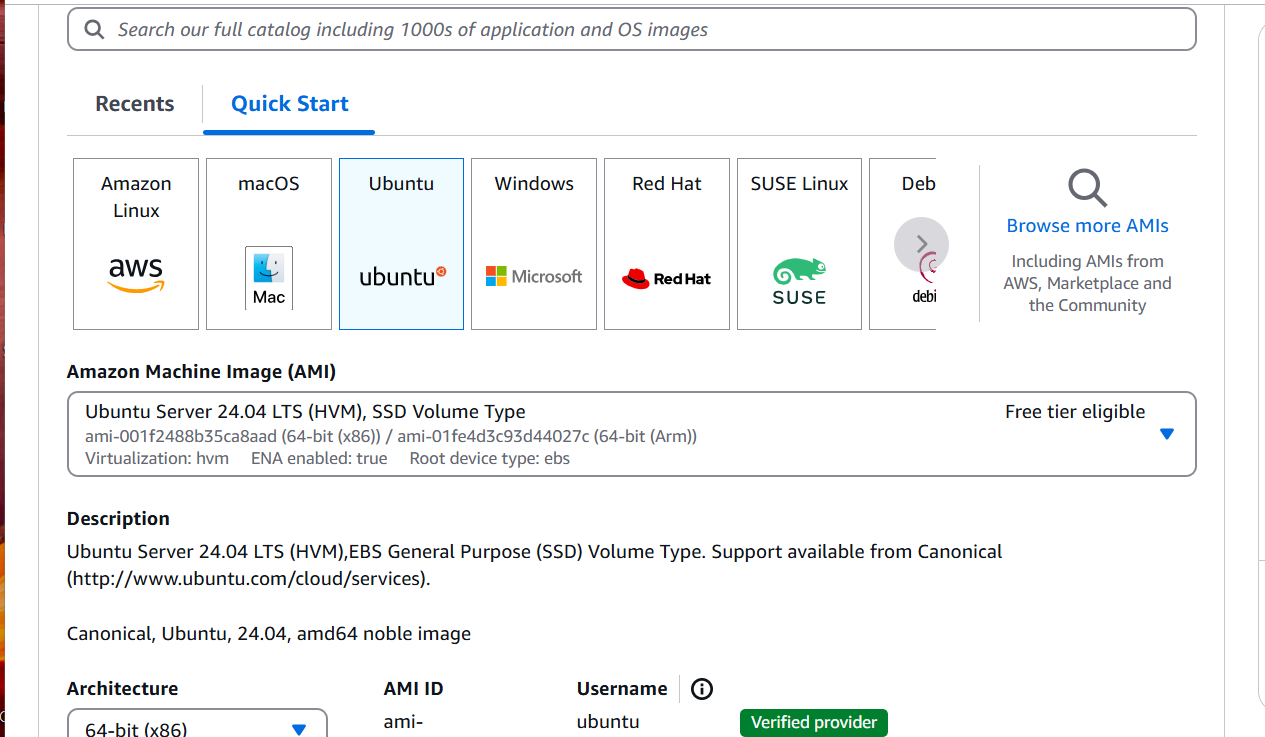 Search our full catalog including 1000s of application and OS images
Recents
Quick Start
Amazon
Linux
aws
macOS
Mac
Ubuntu
ubuntu
Windows
Microsoft
Red Hat
Red Hat
SUSE Linux
SUSE
Deb
debi
Browse more AMIs
Including AMIs from
AWS, Marketplace and
the Community
Amazon Machine Image (AMI)
Ubuntu Server 24.04 LTS (HVM), SSD Volume Type
Free tier eligible
ami-001f2488b35ca8aad (64-bit (x86)) / ami-01fe4d3c93d44027c (64-bit (Arm))
Virtualization: hvm ENA enabled: true Root device type: ebs
Description
Ubuntu Server 24.04 LTS (HVM),EBS General Purpose (SSD) Volume Type. Support available from Canonical
(http://www.ubuntu.com/cloud/services).
Canonical, Ubuntu, 24.04, amd64 noble image
Architecture
AMI ID
Username
64-bit (x86)
ami-
ubuntu
Verified provider